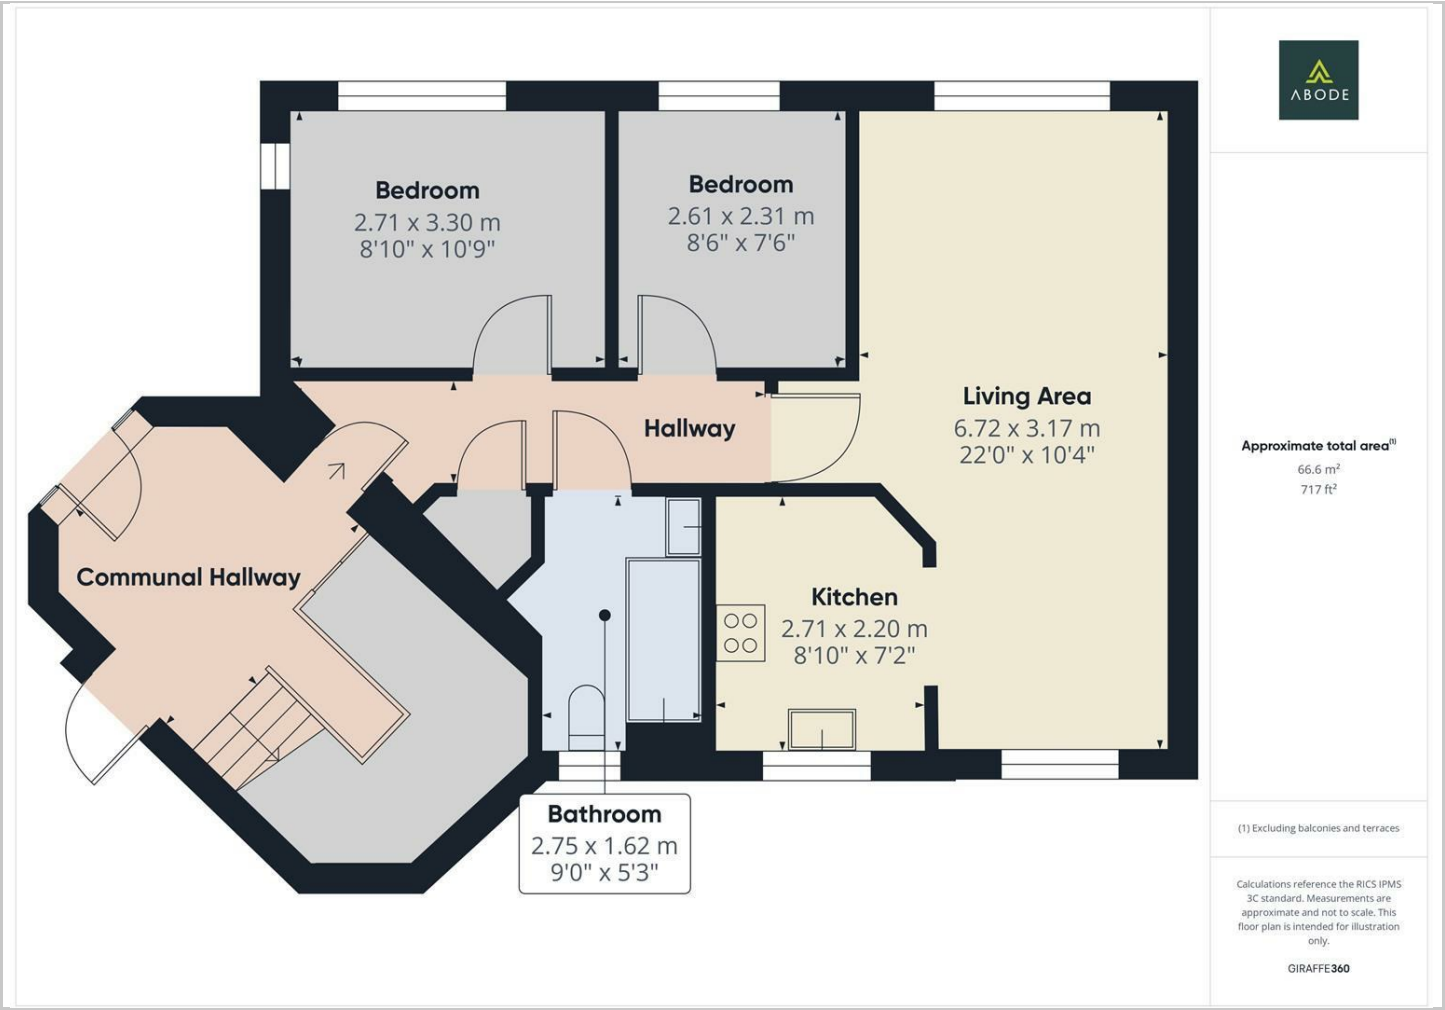 Bedroom
2.71 x 3.30 m
8'10" x 10'9"
Bedroom
2.61 x 2.31 m
8'6" x 7'6"
Hallway
Living Area
6.72 x 3.17 m
22'0" x 10'4"
Communal Hallway
Kitchen
2.71 x 2.20 m
8'10" x 7'2"
Bathroom
2.75 x 1.62 m
9'0" x 5'3"
ABODE
Approximate total area⁽¹⁾
66.6 m²
717 ft²
(1) Excluding balconies and terraces
Calculations reference the RICS IPMS
3C standard. Measurements are
approximate and not to scale. This
floor plan is intended for illustration
only.
GIRAFFE360